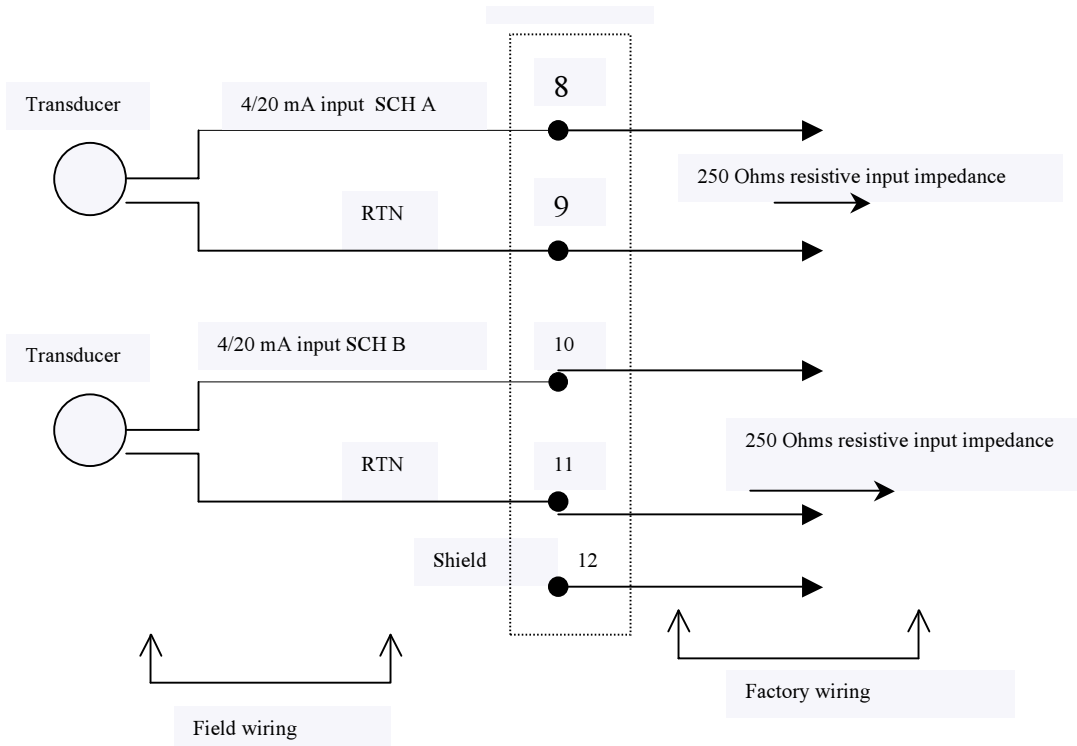 8
Transducer
4/20 mA input SCH A
250 Ohms resistive input impedance
9
RTN
Transducer
4/20 mA input SCH B
10
250 Ohms resistive input impedance
RTN
11
Shield
12
Factory wiring
Field wiring